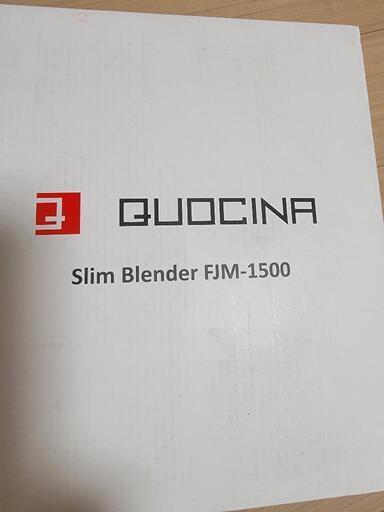 QUOCINA
Slim Blender FJM-1500